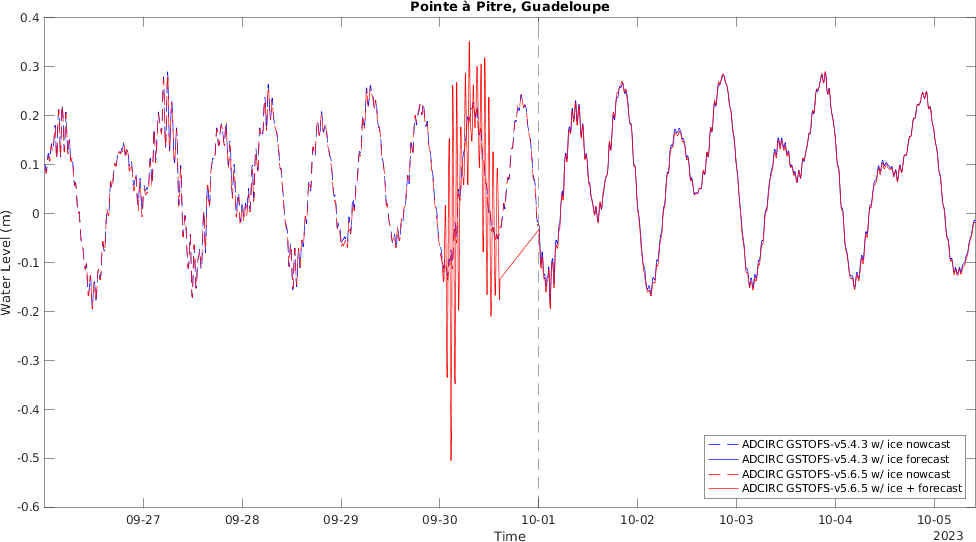 Pointe à Pitre, Guadeloupe
0.4
0.3
0.2
0.1
0
-0.1
-0.2
-0.3
-0.4
-0.5
-0.6
Water Level (m)
ADCIRC GSTOFS-v5.4.3 w/ ice nowcast
ADCIRC GSTOFS-v5.4.3 w/ ice forecast
ADCIRC GSTOFS-v5.6.5 w/ ice nowcast
ADCIRC GSTOFS-v5.6.5 w/ ice + forecast
09-27 09-28 09-29 09-30 10-01 10-02 10-03 10-04 10-05
2023
Time